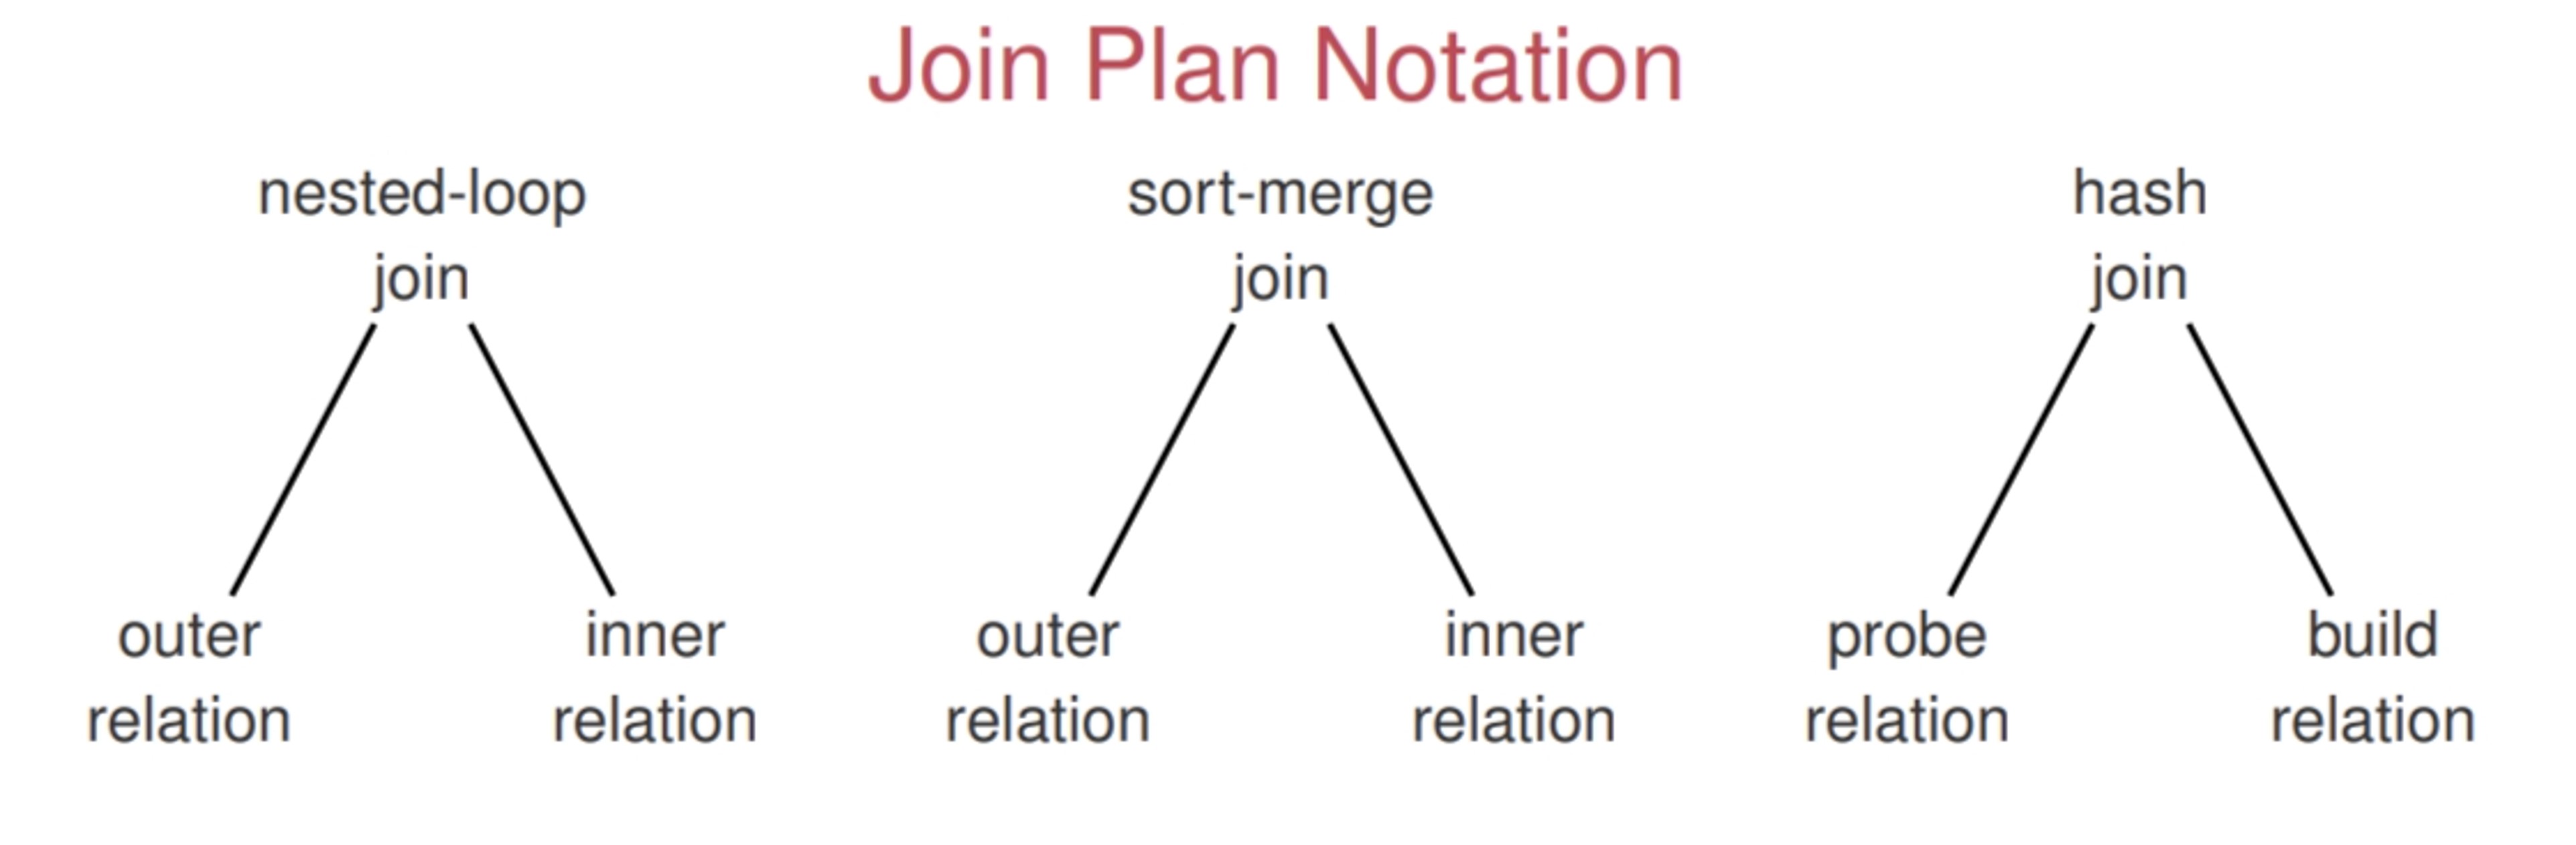 Join Plan Notation
nested-loop
join
outer
relation
inner
relation
sort-merge
join
outer
relation
inner
relation
hash
join
probe
relation
build
relation